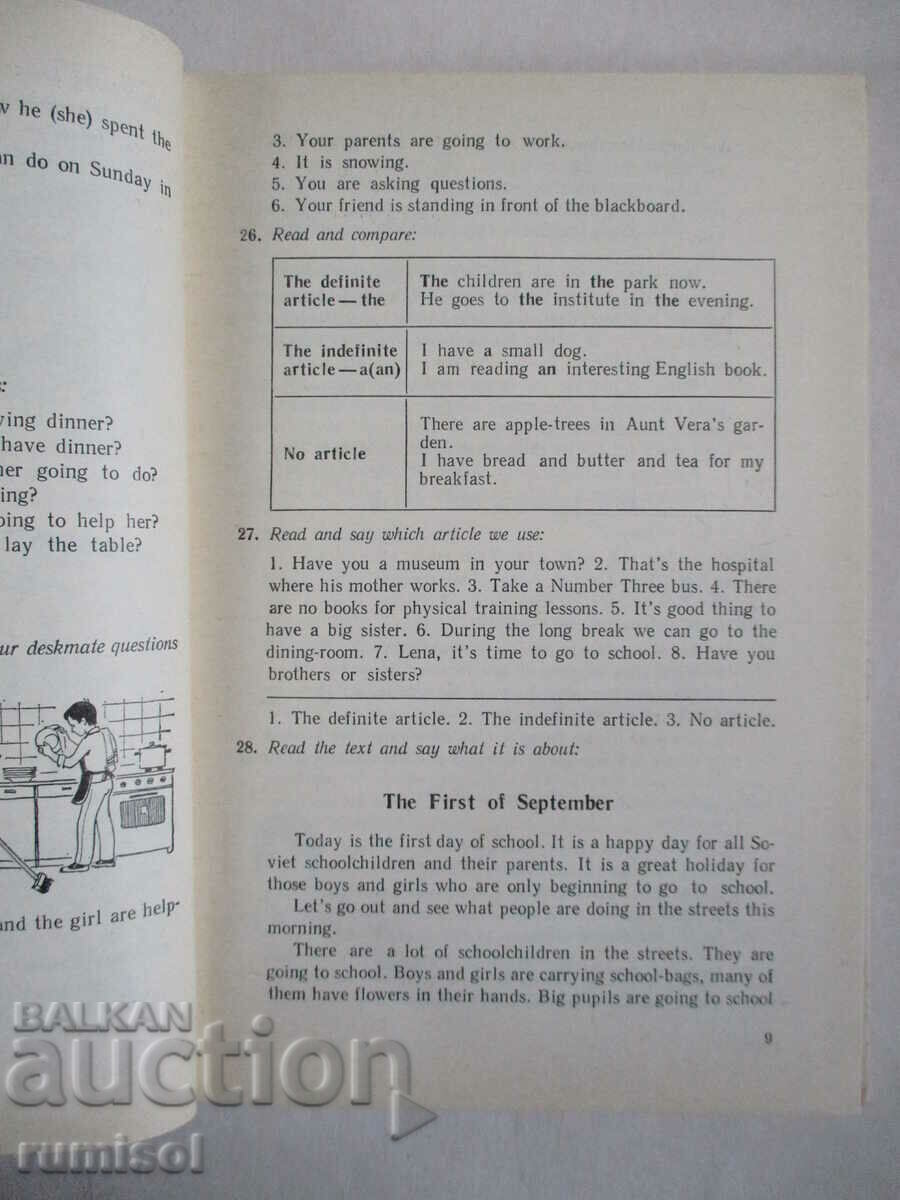 he (she) spent the
do on Sunday in
dinner?
have dinner?
going to do?
to help her?
lay the table?
deskmate questions
and the girl are help-
3. Your parents are going to work.
4. It is snowing.
5. You are asking questions.
6. Your friend is standing in front of the blackboard.
26. Read and compare:
The definite
article — the
The children are in the park now.
He goes to the institute in the evening.
The indefinite
article — a(an)
I have a small dog.
I am reading an interesting English book.
No article
There are apple-trees in Aunt Vera's gar-
den.
I have bread and butter and tea for my
breakfast.
27. Read and say which article we use:
1. Have you a museum in your town? 2. That's the hospital
where his mother works. 3. Take a Number Three bus. 4. There
are no books for physical training lessons. 5. It's good thing to
have a big sister. 6. During the long break we can go to the
dining-room. 7. Lena, it's time to go to school. 8. Have you
brothers or sisters?
1. The definite article. 2. The indefinite article. 3. No article.
28. Read the text and say what it is about:
The First of September
Today is the first day of school. It is a happy day for all So-
viet schoolchildren and their parents. It is a great holiday for
those boys and girls who are only beginning to go to school.
Let's go out and see what people are doing in the streets this
morning.
There are a lot of schoolchildren in the streets. They are
going to school. Boys and girls are carrying school-bags, many of
them have flowers in their hands. Big pupils are going to school
9
BALKAN
auction
rumisol